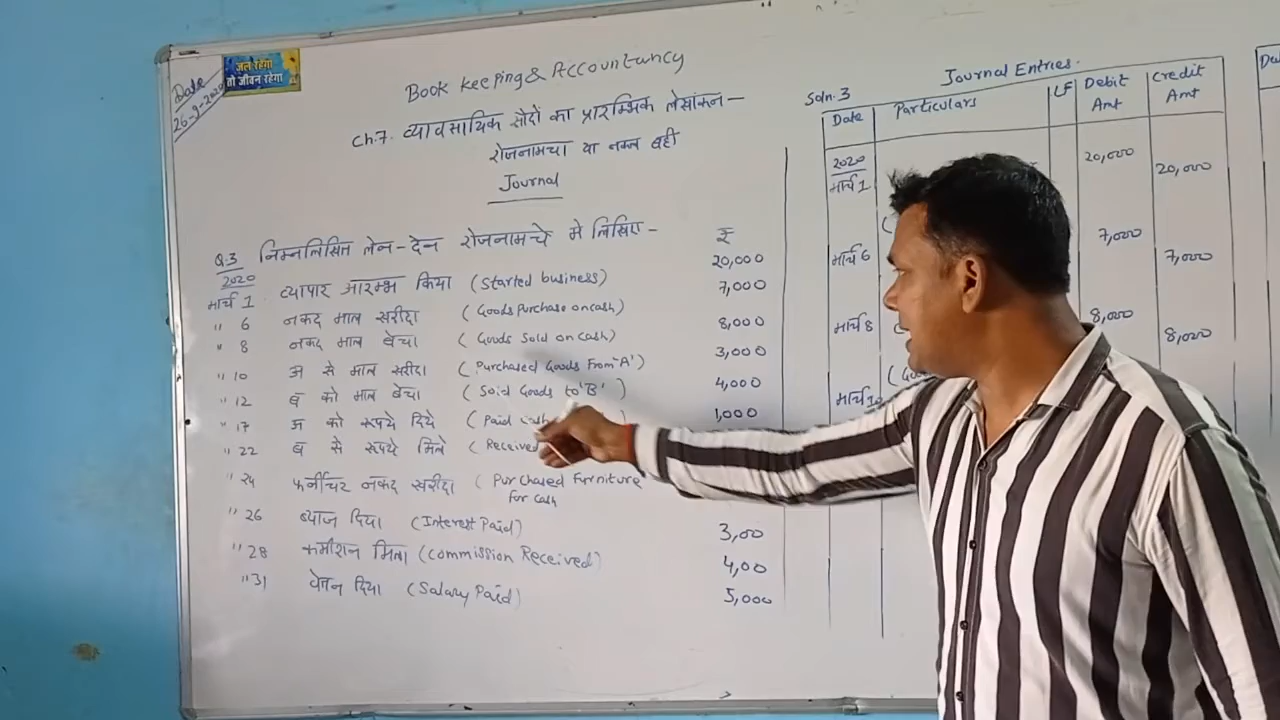 जल रहेगा
तो जीवन रहेगा
Date
Book Keeping & Accountancy
Ch.7. व्यावसायिक सौदों का प्रारम्भिक लेखांकन –
रोजनामचा या नकल बही
Journal
Q.3 निम्नलिखित लेन-देन रोजनामचे मे लिखिए – ₹
2020
मार्च 1 व्यापार आरम्भ किया (Started business) 20,000
" 6 नकद माल खरीदा (Goods Purchase on cash) 7,000
" 8 नकद माल बेचा (Goods Sold on cash) 8,000
" 10 अ से माल खरीदा (Purchased Goods From 'A') 3,000
" 12 ब को माल बेचा (Sold Goods to 'B') 4,000
" 17 अ को रूपये दिये (Paid 1,000
" 22 ब से रूपये मिले (Received
" 24 फर्नीचर नकद खरीदा (Purchased Furniture
For Cash
" 26 ब्याज दिया (Interest Paid) 3,00
" 28 कमीशन मिला (Commission Received) 4,00
" 31 वेतन दिया (Salary Paid) 5,000
Soln. 3 Journal Entries.
Date Particulars LF Debit Amt Credit Amt
2020
मार्च 1 20,000
20,000
मार्च 6 7,000
7,000
मार्च 8 8,000
8,000